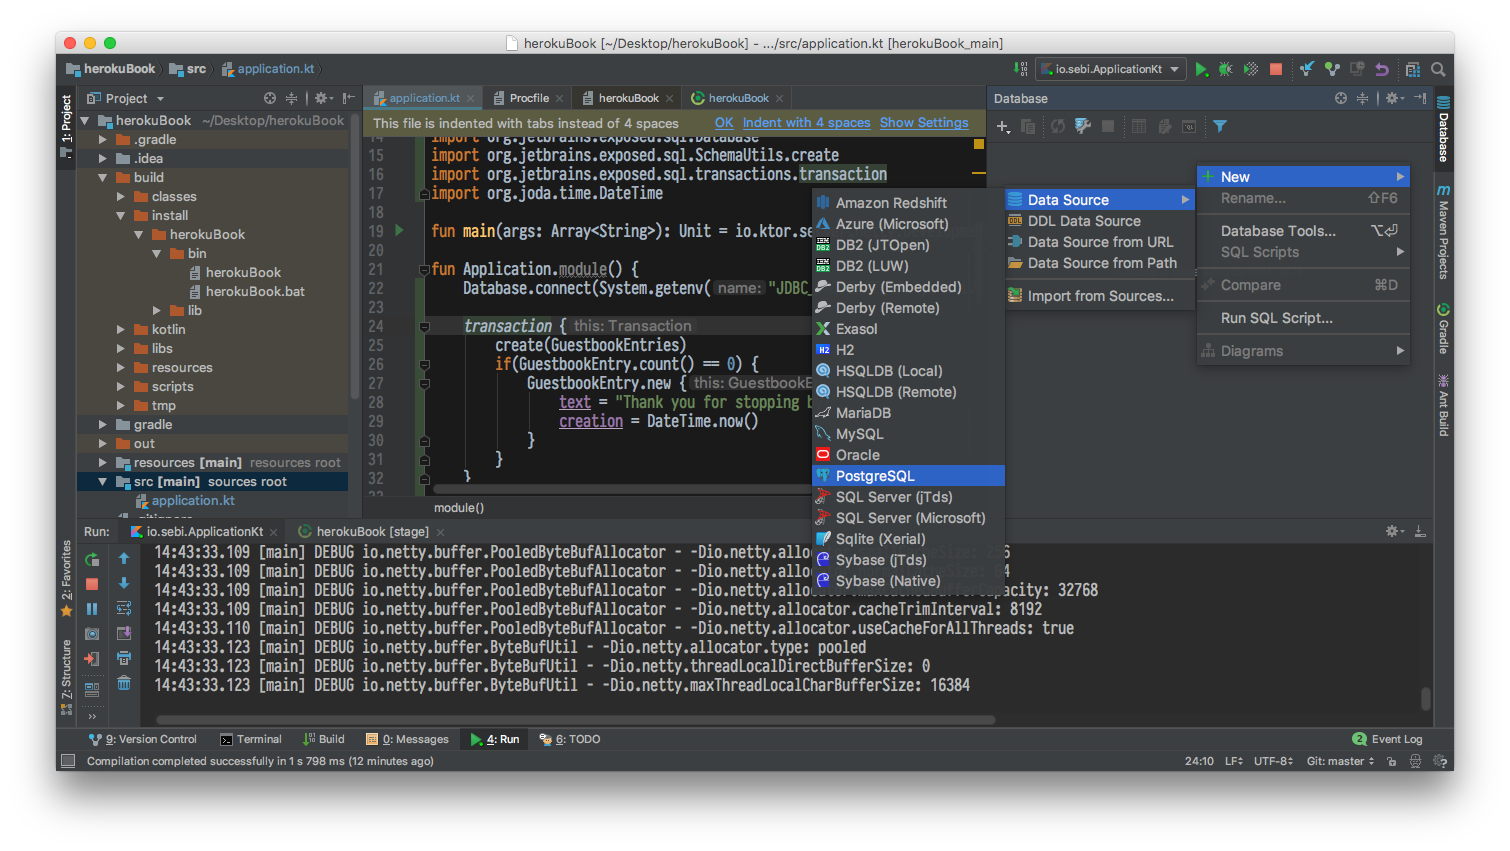 herokuBook [~/Desktop/herokuBook] - .../src/application.kt [herokuBook_main]
herokuBook src application.kt
io.sebi.ApplicationKt
Project
application.kt Procfile herokuBook herokuBook
Database
This file is indented with tabs instead of 4 spaces OK Indent with 4 spaces Show Settings
1: Project
2: Favorites
Z: Structure
herokuBook ~/Desktop/herokuBook
.gradle
.idea
build
classes
install
herokuBook
bin
herokuBook
herokuBook.bat
lib
kotlin
libs
resources
scripts
tmp
gradle
out
resources [main] resources root
src [main] sources root
application.kt
14 import org.jetbrains.exposed.sql.Database
15 import org.jetbrains.exposed.sql.SchemaUtils.create
16 import org.jetbrains.exposed.sql.transactions.transaction
17 import org.joda.time.DateTime
18
19 fun main(args: Array<String>): Unit = io.ktor.se
20
21 fun Application.module() {
22 Database.connect(System.getenv( name: "JDBC_
23
24 transaction { this: Transaction
25 create(GuestbookEntries)
26 if(GuestbookEntry.count() == 0) {
27 GuestbookEntry.new { this: GuestbookE
28 text = "Thank you for stopping b
29 creation = DateTime.now()
30 }
31 }
32 }
module()
Amazon Redshift
Azure (Microsoft)
DB2 (JTOpen)
DB2 (LUW)
Derby (Embedded)
Derby (Remote)
Exasol
H2
HSQLDB (Local)
HSQLDB (Remote)
MariaDB
MySQL
Oracle
PostgreSQL
SQL Server (jTds)
SQL Server (Microsoft)
Sqlite (Xerial)
Sybase (jTds)
Sybase (Native)
Data Source
DDL Data Source
Data Source from URL
Data Source from Path
Import from Sources...
New
Rename... ⇧F6
Database Tools... ⌥⏎
SQL Scripts
Compare ⌘D
Run SQL Script...
Diagrams
Database
Maven Projects
Gradle
Ant Build
Run: io.sebi.ApplicationKt herokuBook [stage]
14:43:33.109 [main] DEBUG io.netty.buffer.PooledByteBufAllocator - -Dio.netty.alloc
14:43:33.109 [main] DEBUG io.netty.buffer.PooledByteBufAllocator - -Dio.netty.alloc
14:43:33.109 [main] DEBUG io.netty.buffer.PooledByteBufAllocator - -Dio.netty.alloc 32768
14:43:33.109 [main] DEBUG io.netty.buffer.PooledByteBufAllocator - -Dio.netty.allocator.cacheTrimInterval: 8192
14:43:33.110 [main] DEBUG io.netty.buffer.PooledByteBufAllocator - -Dio.netty.allocator.useCacheForAllThreads: true
14:43:33.123 [main] DEBUG io.netty.buffer.ByteBufUtil - -Dio.netty.allocator.type: pooled
14:43:33.123 [main] DEBUG io.netty.buffer.ByteBufUtil - -Dio.netty.threadLocalDirectBufferSize: 0
14:43:33.123 [main] DEBUG io.netty.buffer.ByteBufUtil - -Dio.netty.maxThreadLocalCharBufferSize: 16384
9: Version Control Terminal Build 0: Messages 4: Run 6: TODO 2 Event Log
Compilation completed successfully in 1 s 798 ms (12 minutes ago) 24:10 LF UTF-8 Git: master